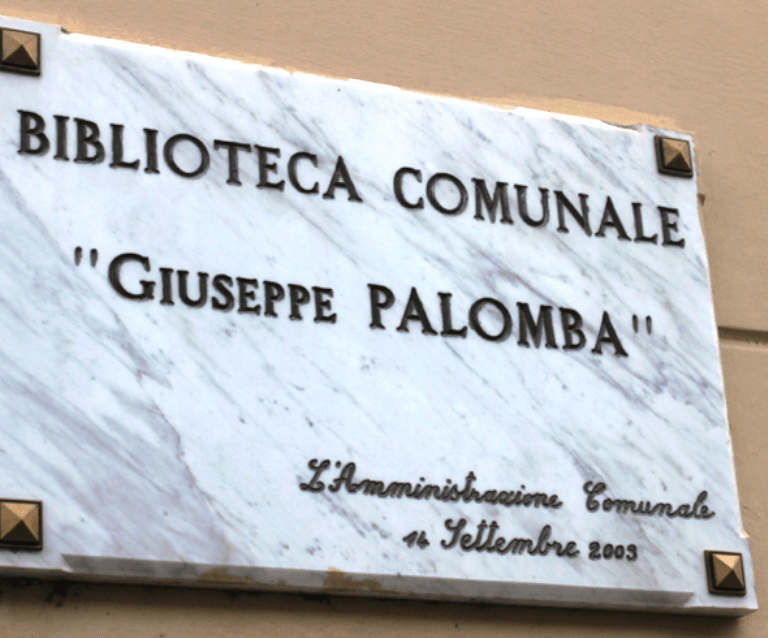 BIBLIOTECA COMUNALE
"GIUSEPPE PALOMBA"
L'Amministrazione Comunale
14 Settembre 2003